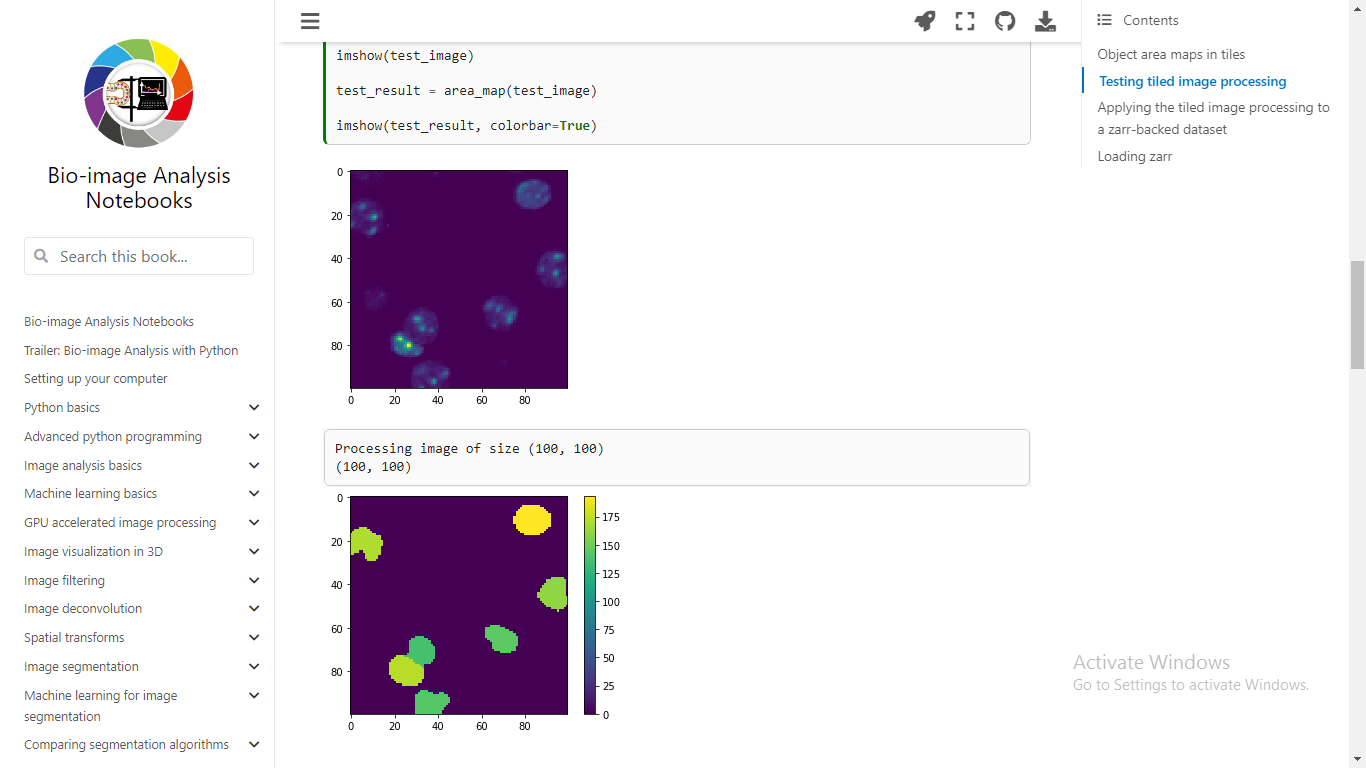 Bio-image Analysis
Notebooks
Search this book...
Bio-image Analysis Notebooks
Trailer: Bio-image Analysis with Python
Setting up your computer
Python basics
Advanced python programming
Image analysis basics
Machine learning basics
GPU accelerated image processing
Image visualization in 3D
Image filtering
Image deconvolution
Spatial transforms
Image segmentation
Machine learning for image
segmentation
Comparing segmentation algorithms
imshow(test_image)
test_result = area_map(test_image)
imshow(test_result, colorbar=True)
0
20
40
60
80
0 20 40 60 80
Processing image of size (100, 100)
(100, 100)
0
20
40
60
80
0 20 40 60 80
175
150
125
100
75
50
25
0
Contents
Object area maps in tiles
Testing tiled image processing
Applying the tiled image processing to
a zarr-backed dataset
Loading zarr
Activate Windows
Go to Settings to activate Windows.